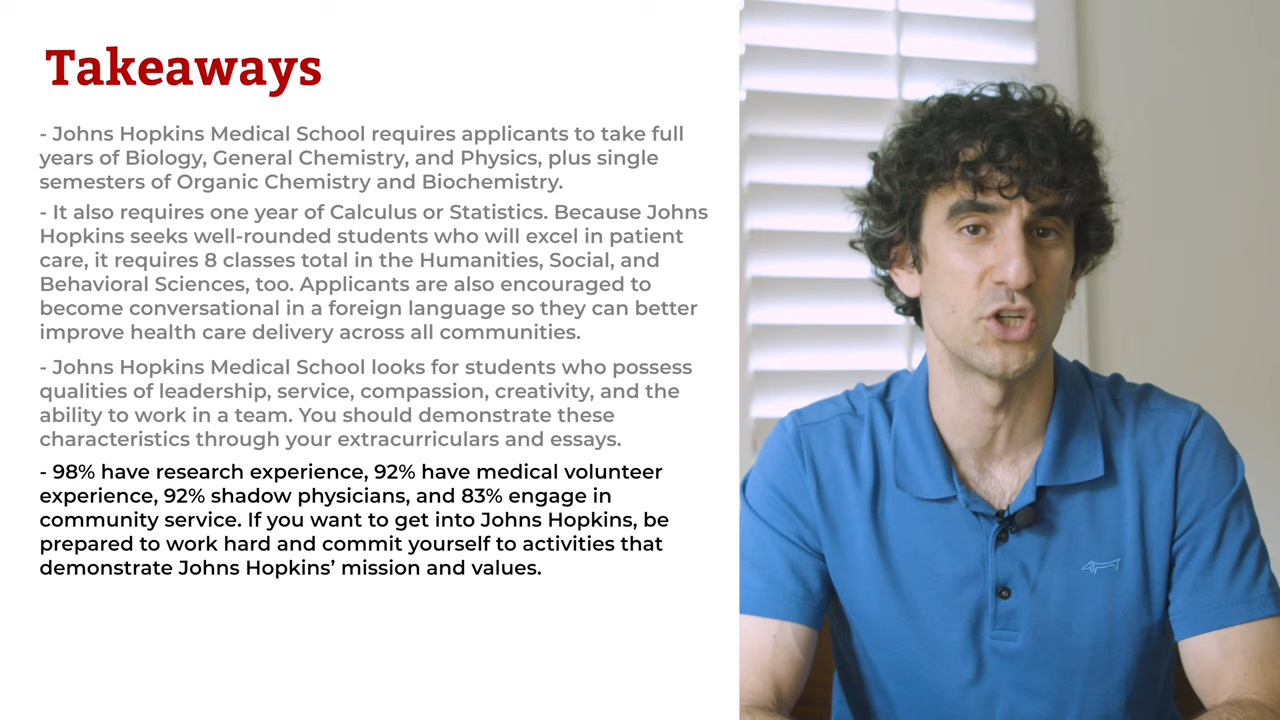 Takeaways
- Johns Hopkins Medical School requires applicants to take full
years of Biology, General Chemistry, and Physics, plus single
semesters of Organic Chemistry and Biochemistry.
- It also requires one year of Calculus or Statistics. Because Johns
Hopkins seeks well-rounded students who will excel in patient
care, it requires 8 classes total in the Humanities, Social, and
Behavioral Sciences, too. Applicants are also encouraged to
become conversational in a foreign language so they can better
improve health care delivery across all communities.
- Johns Hopkins Medical School looks for students who possess
qualities of leadership, service, compassion, creativity, and the
ability to work in a team. You should demonstrate these
characteristics through your extracurriculars and essays.
- 98% have research experience, 92% have medical volunteer
experience, 92% shadow physicians, and 83% engage in
community service. If you want to get into Johns Hopkins, be
prepared to work hard and commit yourself to activities that
demonstrate Johns Hopkins’ mission and values.